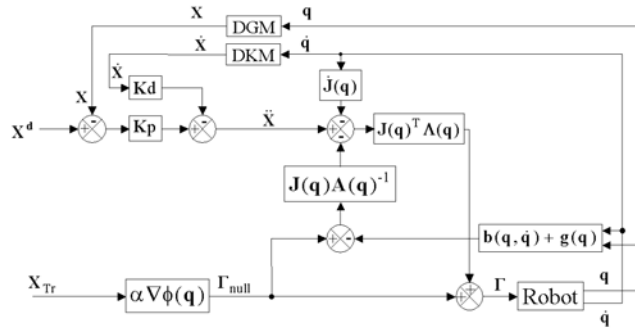 X DGM q
Ẋ DKM q̇
Ẋ Kd J̇(q)
X
X^d + - Kp + - Ẍ + - - J(q)^T Λ(q)
J(q)A(q)^-1
+ - b(q, q̇) + g(q)
X_Tr α∇ϕ(q) Γ_null + + Γ Robot q
q̇